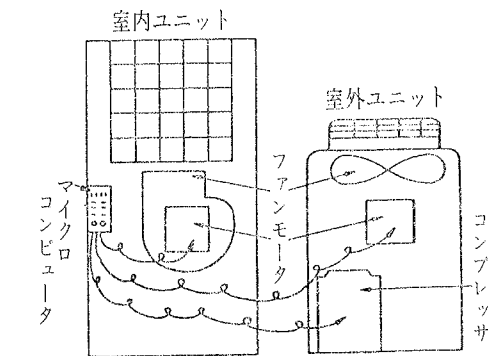 室内ユニット
室外ユニット
ファンモータ
マイクロ
コンピュータ
コンプレッサ